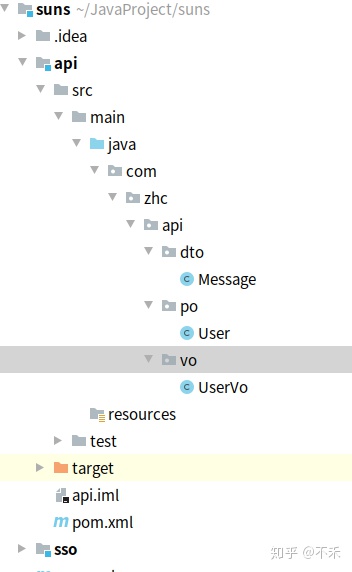 suns ~/JavaProject/suns
.idea
api
src
main
java
com
zhc
api
dto
Message
po
User
vo
UserVo
resources
test
target
api.iml
pom.xml
sso
知乎 @不禾